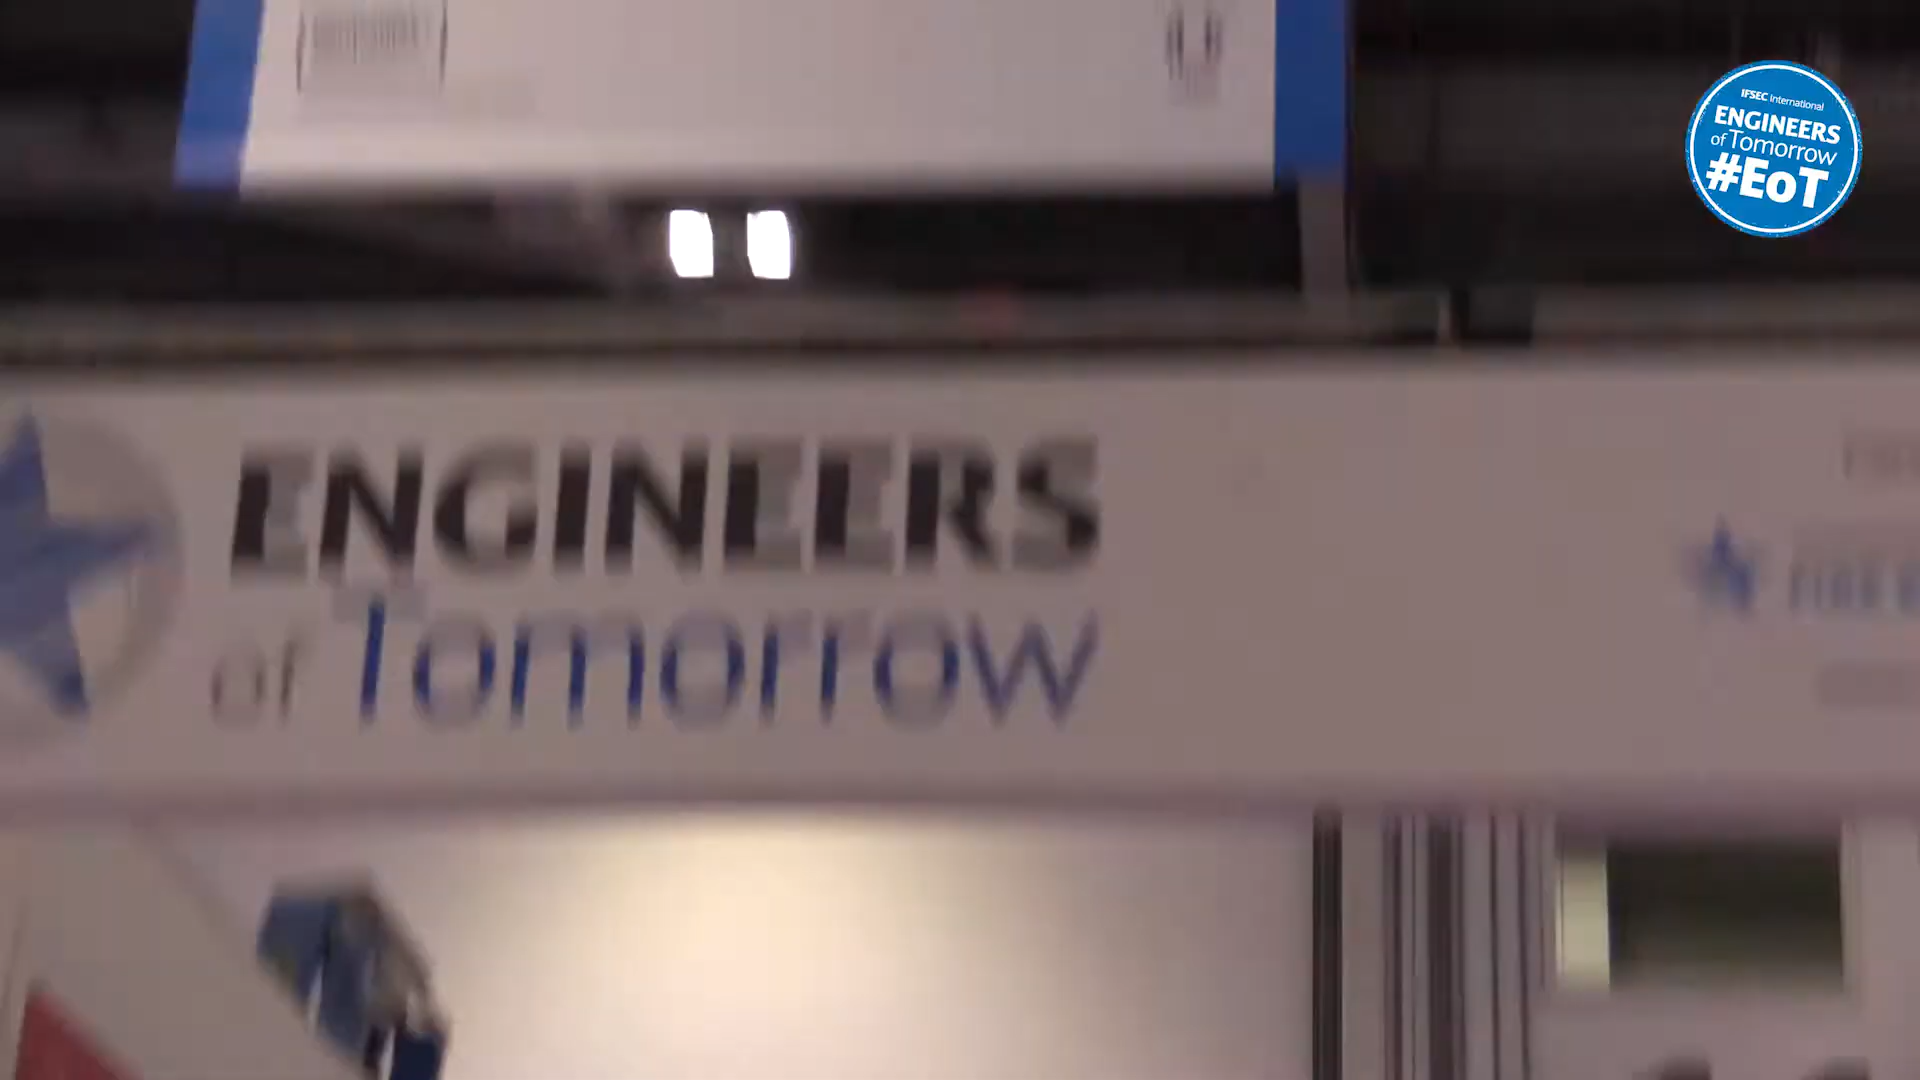 IFSEC International
ENGINEERS
of Tomorrow
#EoT
ENGINEERS
of Tomorrow